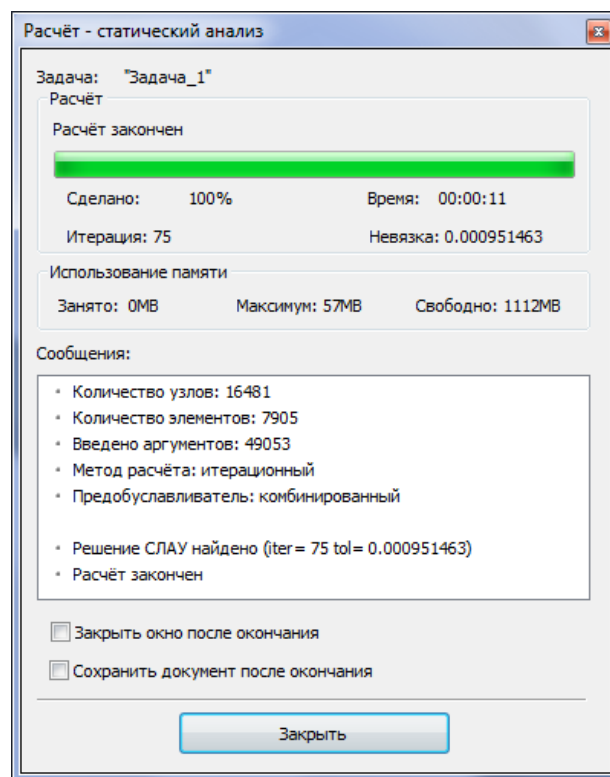 Расчёт - статический анализ
Задача: "Задача_1"
Расчёт
Расчёт закончен
Сделано: 100% Время: 00:00:11
Итерация: 75 Невязка: 0.000951463
Использование памяти
Занято: 0MB Максимум: 57MB Свободно: 1112MB
Сообщения:
Количество узлов: 16481
Количество элементов: 7905
Введено аргументов: 49053
Метод расчёта: итерационный
Предобуславливатель: комбинированный
Решение СЛАУ найдено (iter= 75 tol= 0.000951463)
Расчёт закончен
Закрыть окно после окончания
Сохранить документ после окончания
Закрыть